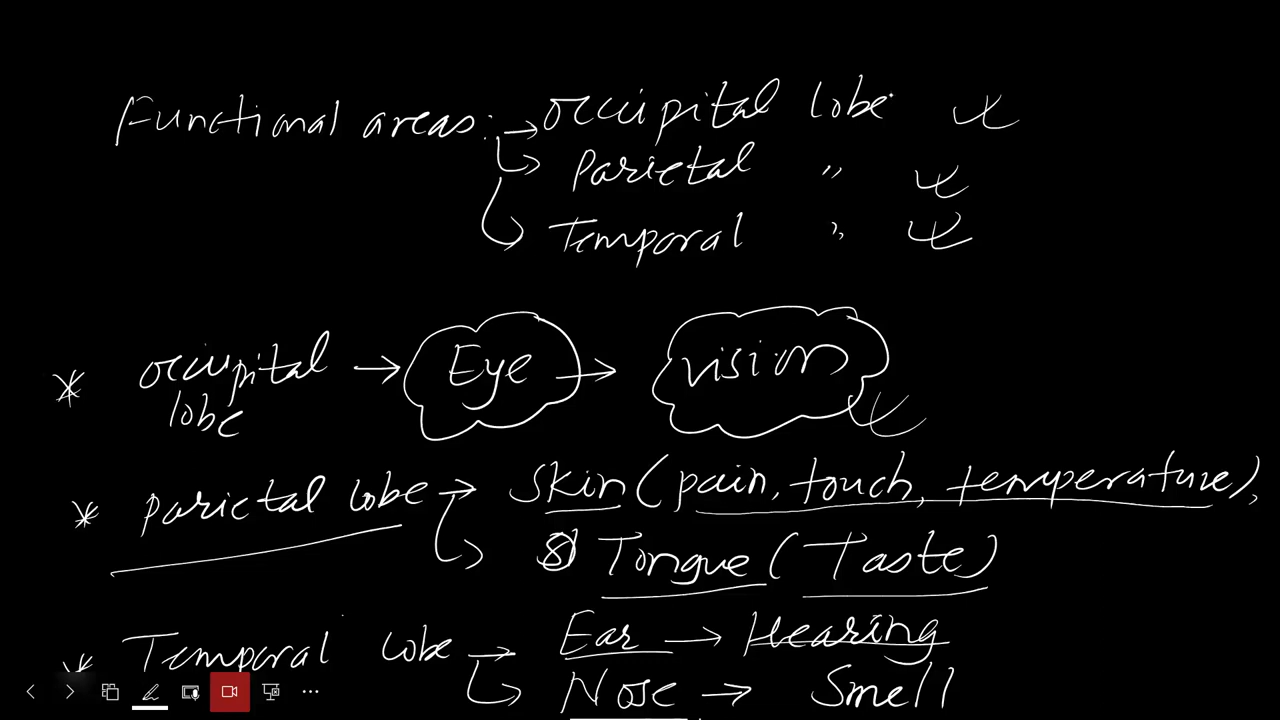 Functional areas: → occipital lobe
Parietal "
Temporal "
* occipital lobe → Eye → vision
* parietal lobe → Skin (pain, touch, temperature),
Tongue (Taste)
* Temporal lobe → Ear → Hearing
Nose → Smell